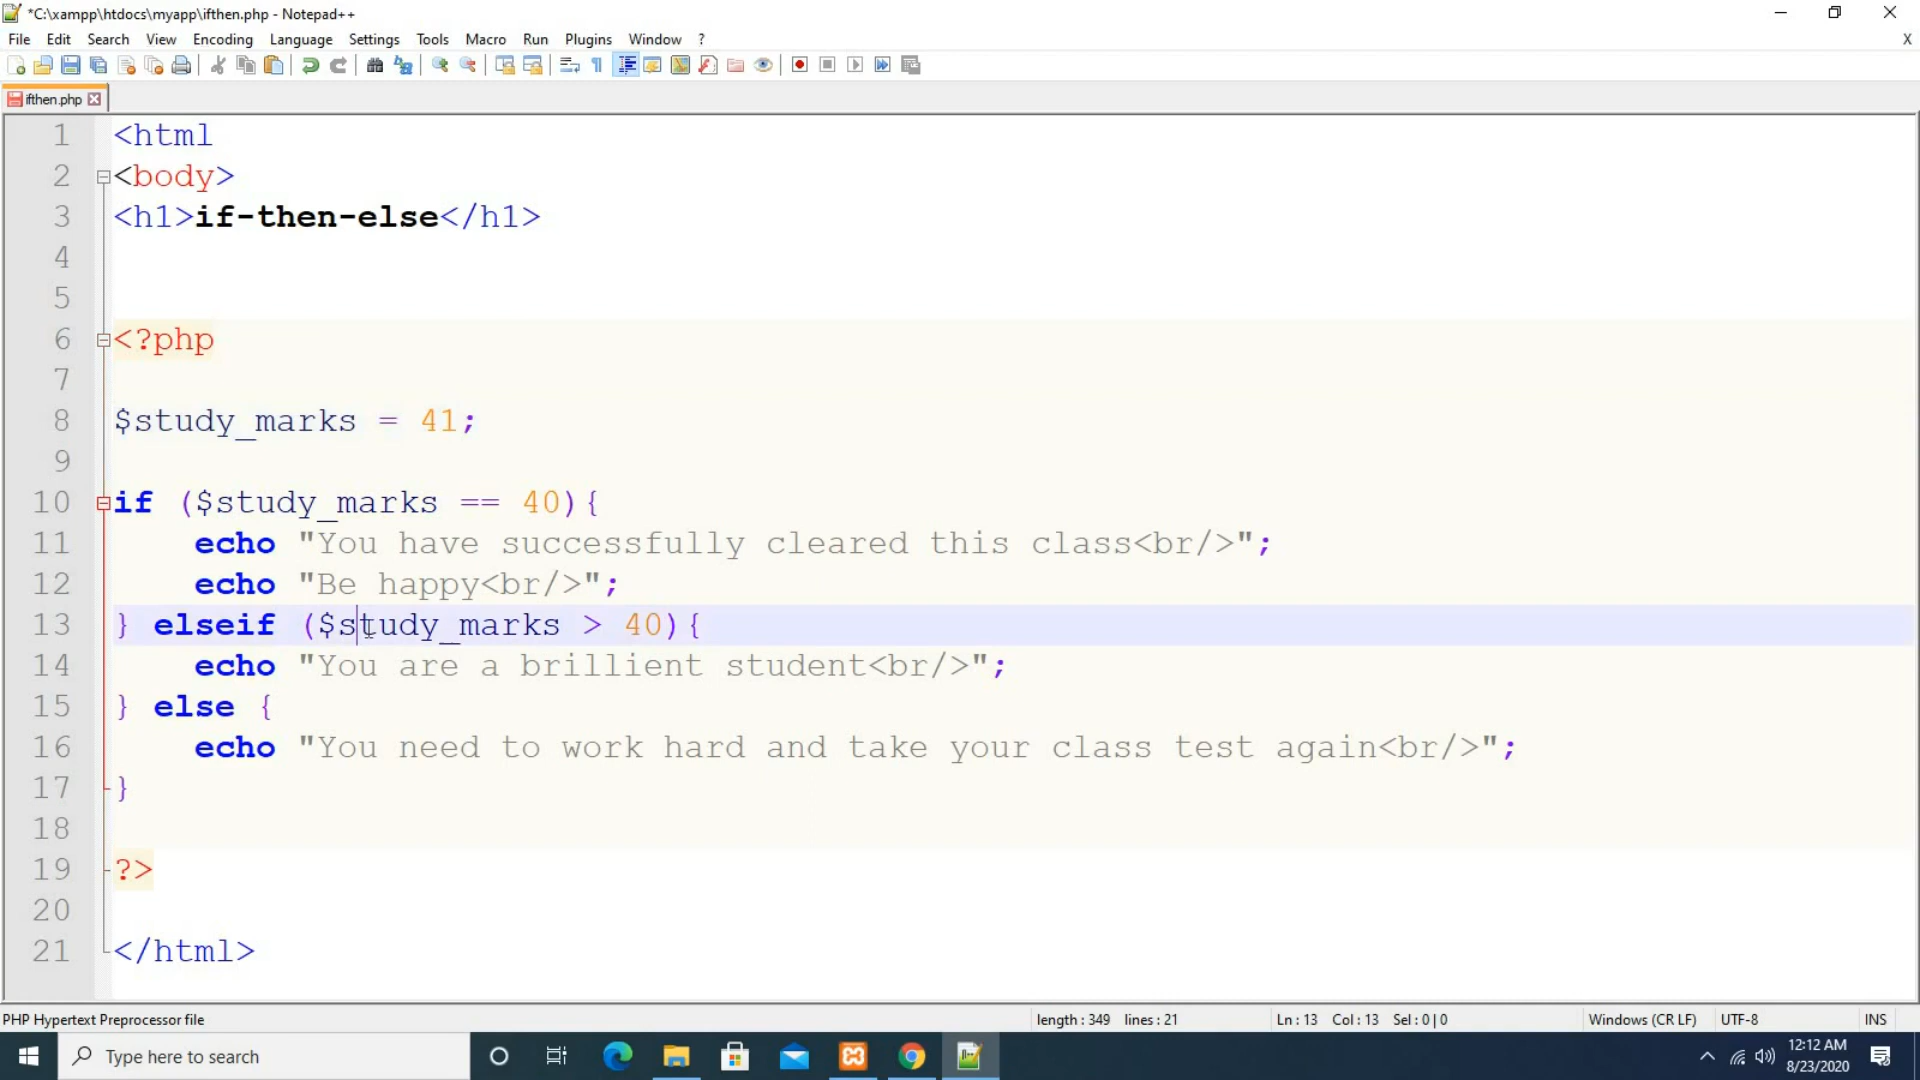 *C:\xampp\htdocs\myapp\ifthen.php - Notepad++
File Edit Search View Encoding Language Settings Tools Macro Run Plugins Window ? X
ifthen.php
1 <html
2 <body>
3 <h1>if-then-else</h1>
4
5
6 <?php
7
8 $study_marks = 41;
9
10 if ($study_marks == 40){
11 echo "You have successfully cleared this class<br/>";
12 echo "Be happy<br/>";
13 } elseif ($study_marks > 40){
14 echo "You are a brillient student<br/>";
15 } else {
16 echo "You need to work hard and take your class test again<br/>";
17 }
18
19 ?>
20
21 </html>
PHP Hypertext Preprocessor file length : 349 lines : 21 Ln : 13 Col : 13 Sel : 0 | 0 Windows (CR LF) UTF-8 INS
Type here to search
12:12 AM
8/23/2020